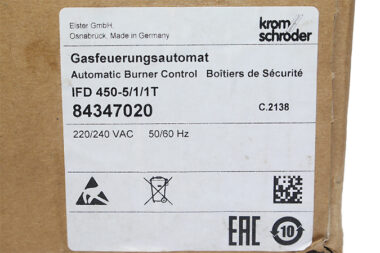 Elster GmbH
Osnabrück, Made in Germany
krom
schroder
Gasfeuerungsautomat
Automatic Burner Control Boîtiers de Sécurité
IFD 450-5/1/1T
84347020
C.2138
220/240 VAC 50/60 Hz
EAC
10